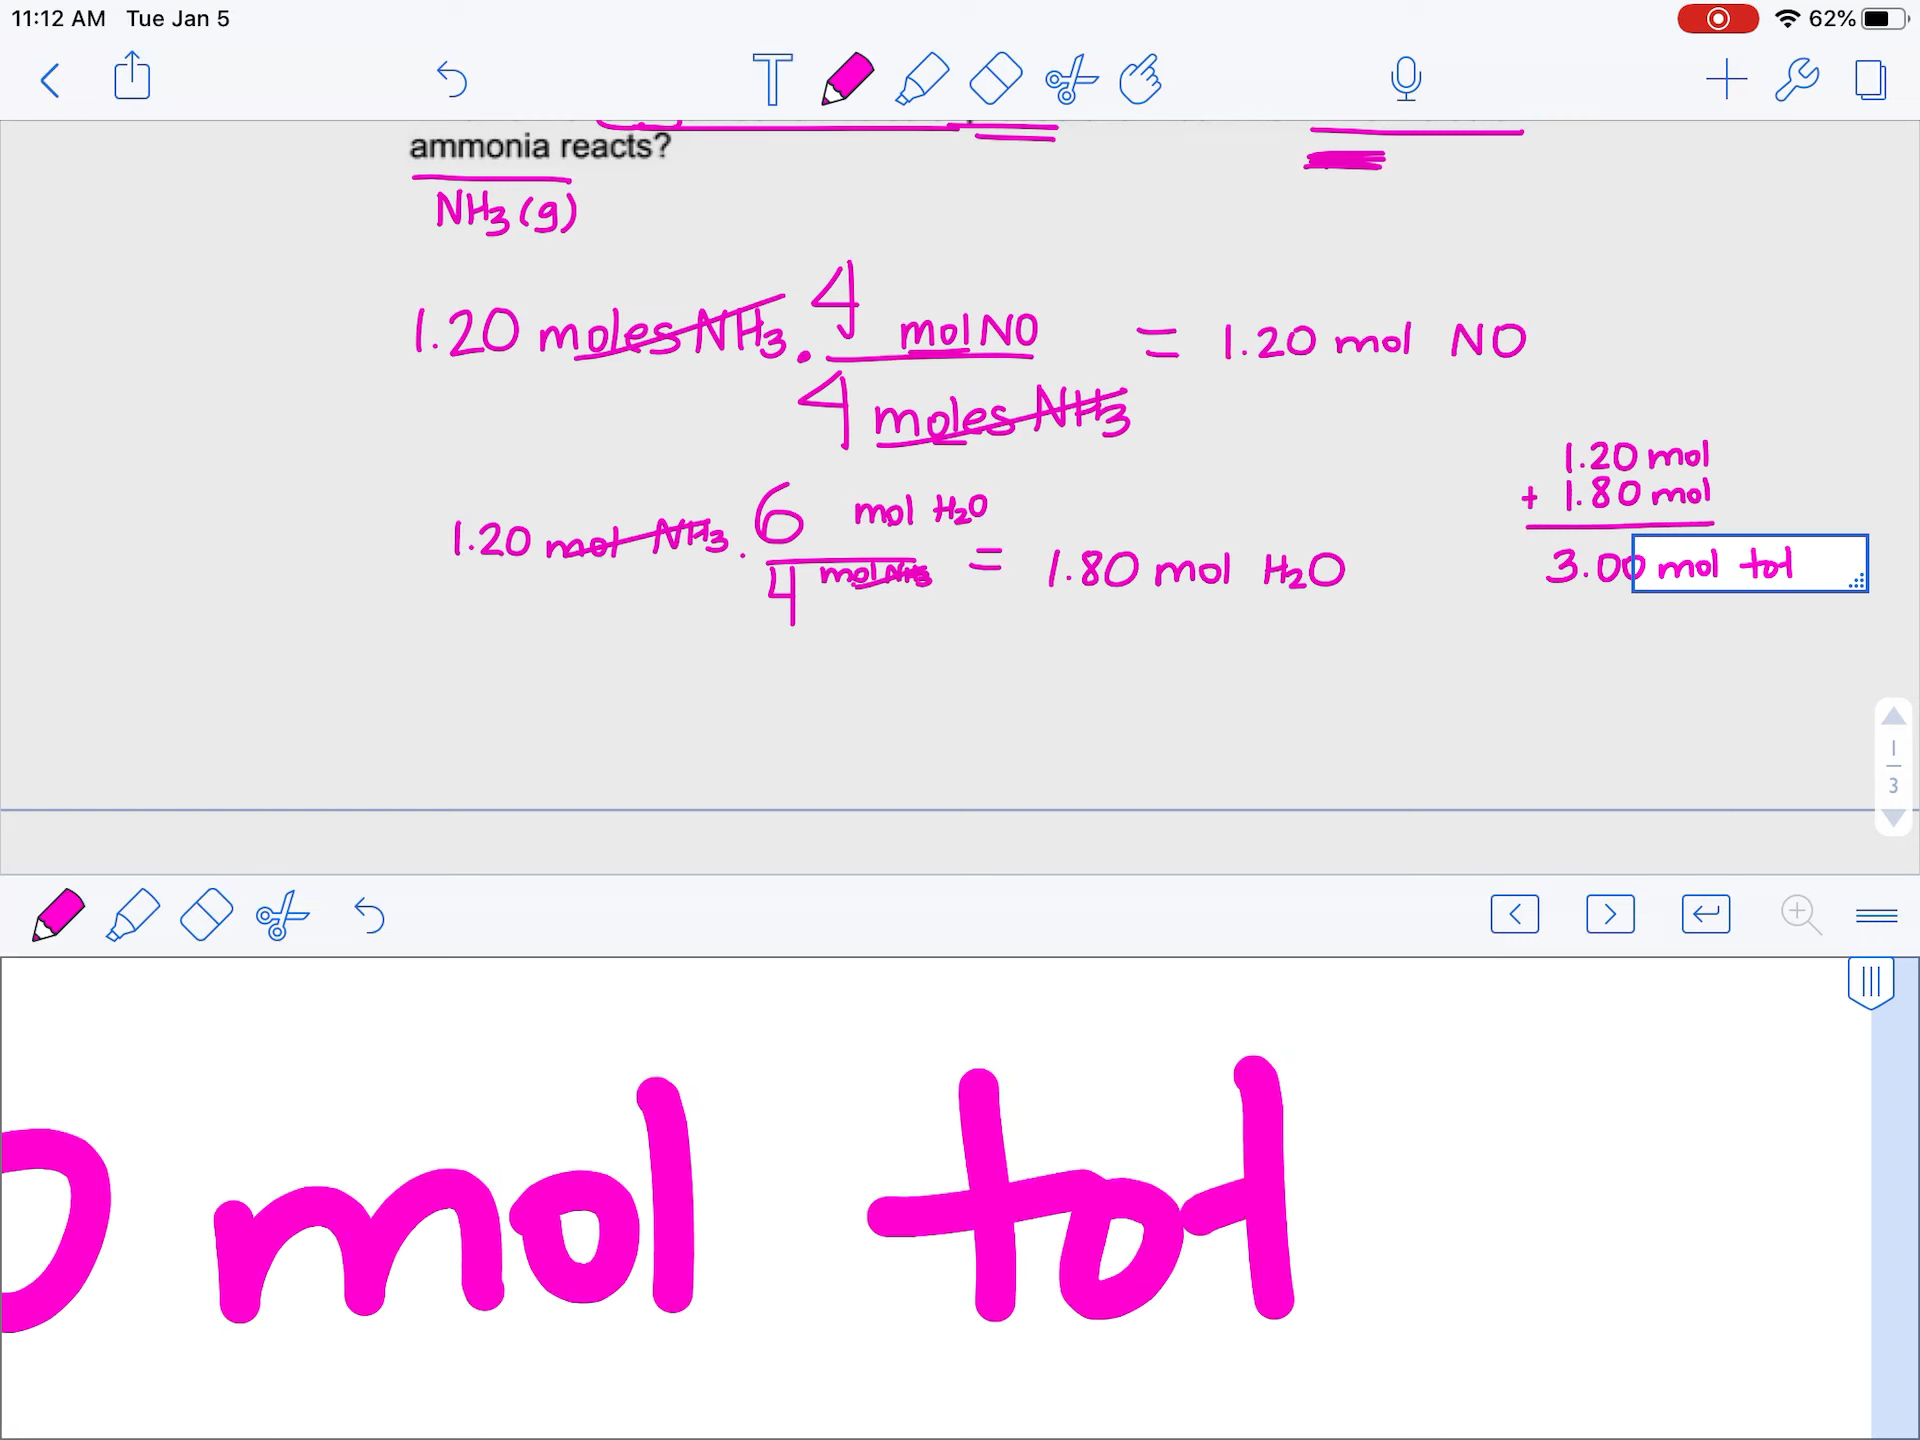 11:12 AM Tue Jan 5
62%
T
ammonia reacts?
NH₃(g)
1.20 moles NH₃ · 4 mol NO = 1.20 mol NO
4 moles NH₃
1.20 mol NH₃ · 6 mol H₂O = 1.80 mol H₂O
4 mol NH₃
1.20 mol
+ 1.80 mol
3.00 mol tot
1
3
0 mol tot